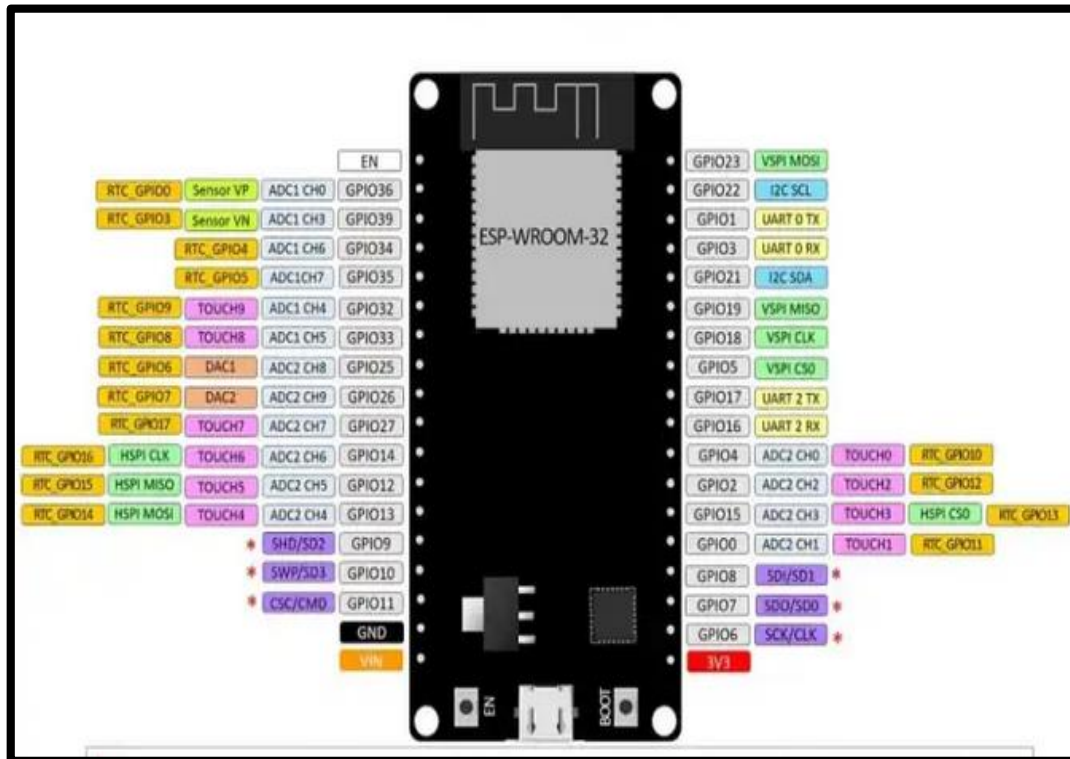 EN GPIO23 VSPI MOSI
RTC_GPIO0 Sensor VP ADC1 CH0 GPIO36 GPIO22 I2C SCL
RTC_GPIO3 Sensor VN ADC1 CH3 GPIO39 GPIO1 UART 0 TX
RTC_GPIO4 ADC1 CH6 GPIO34 ESP-WROOM-32 GPIO3 UART 0 RX
RTC_GPIO5 ADC1CH7 GPIO35 GPIO21 I2C SDA
RTC_GPIO9 TOUCH9 ADC1 CH4 GPIO32 GPIO19 VSPI MISO
RTC_GPIO8 TOUCH8 ADC1 CH5 GPIO33 GPIO18 VSPI CLK
RTC_GPIO6 DAC1 ADC2 CH8 GPIO25 GPIO5 VSPI CS0
RTC_GPIO7 DAC2 ADC2 CH9 GPIO26 GPIO17 UART 2 TX
RTC_GPIO17 TOUCH7 ADC2 CH7 GPIO27 GPIO16 UART 2 RX
RTC_GPIO16 HSPI CLK TOUCH6 ADC2 CH6 GPIO14 GPIO4 ADC2 CH0 TOUCH0 RTC_GPIO10
RTC_GPIO15 HSPI MISO TOUCH5 ADC2 CH5 GPIO12 GPIO2 ADC2 CH2 TOUCH2 RTC_GPIO12
RTC_GPIO14 HSPI MOSI TOUCH4 ADC2 CH4 GPIO13 GPIO15 ADC2 CH3 TOUCH3 HSPI CS0 RTC_GPIO13
* SHD/SD2 GPIO9 GPIO0 ADC2 CH1 TOUCH1 RTC_GPIO11
* SWP/SD3 GPIO10 GPIO8 SDI/SD1 *
* CSC/CMD GPIO11 GPIO7 SDO/SD0 *
GND GPIO6 SCK/CLK *
VIN 3V3
EN BOOT